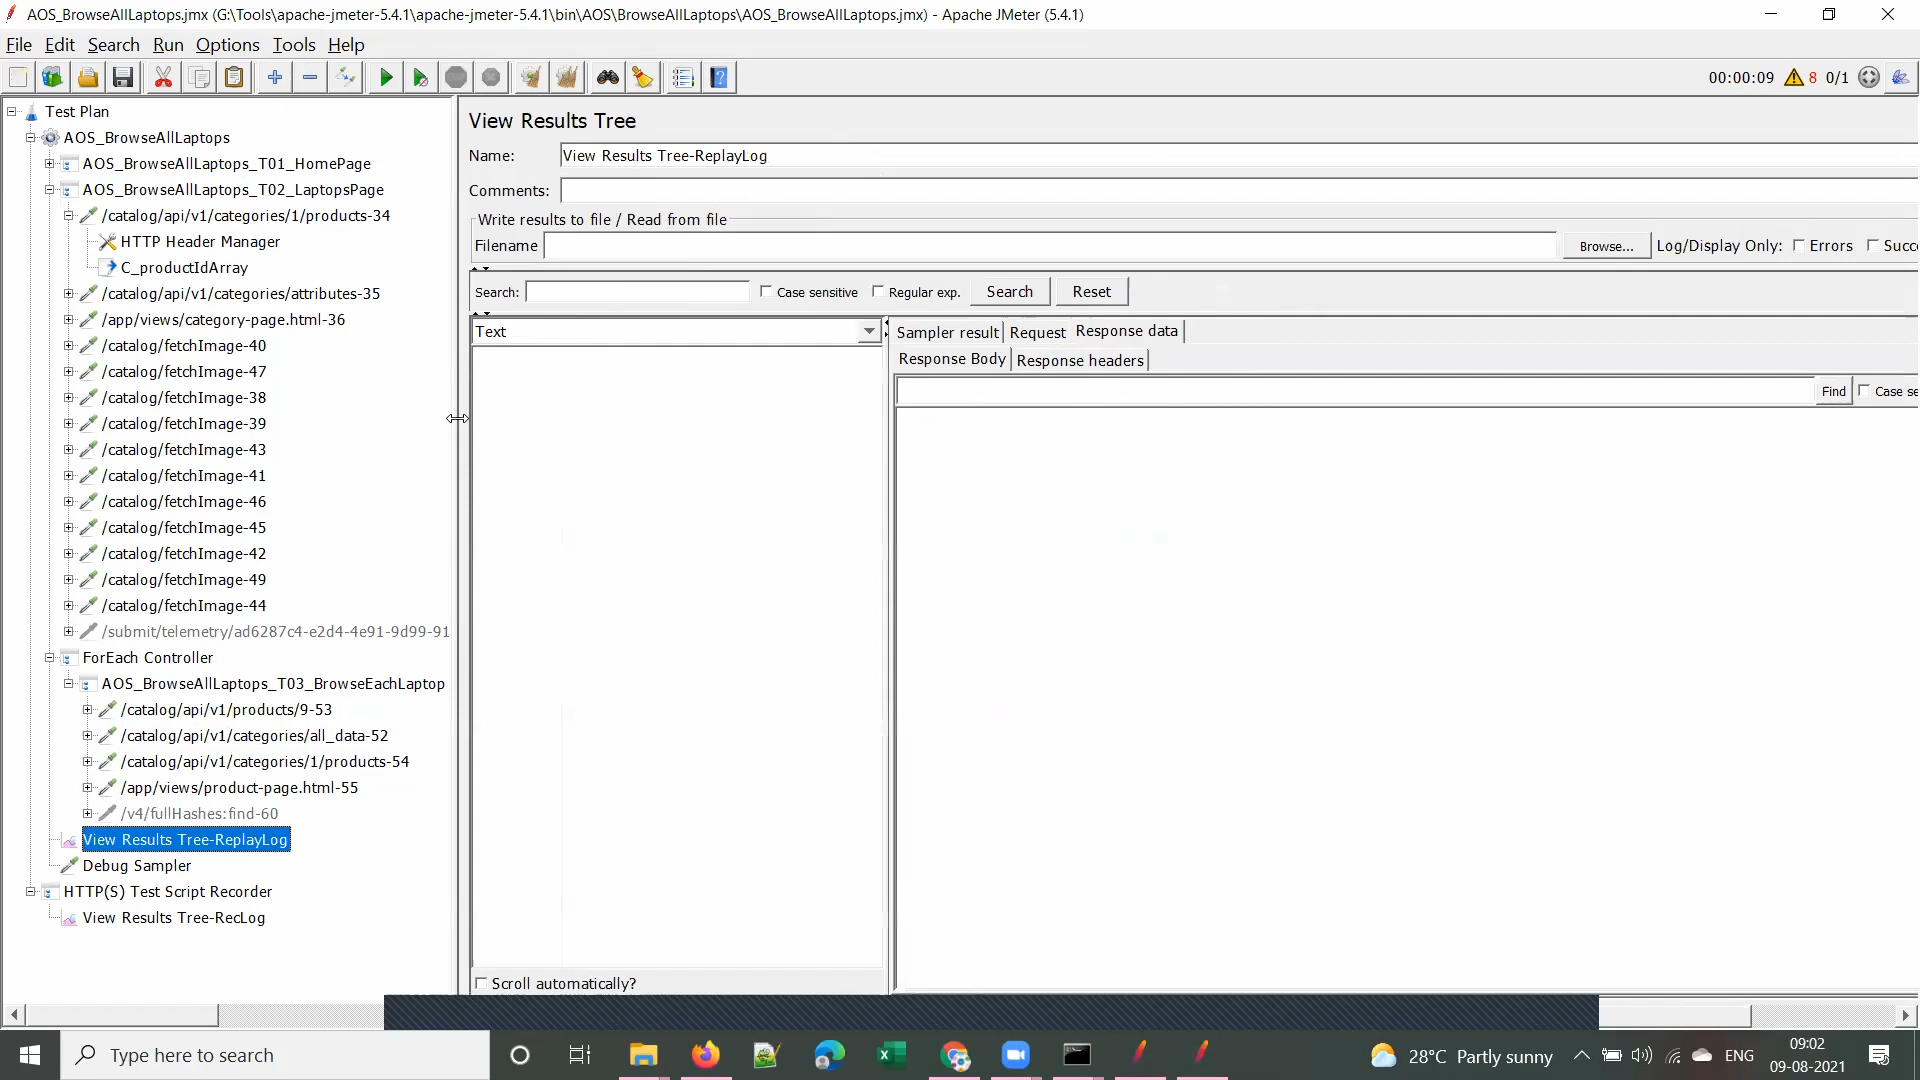 AOS_BrowseAllLaptops.jmx (G:\Tools\apache-jmeter-5.4.1\apache-jmeter-5.4.1\bin\AOS\BrowseAllLaptops\AOS_BrowseAllLaptops.jmx) - Apache JMeter (5.4.1)
File Edit Search Run Options Tools Help
00:00:09 8 0/1
Test Plan
AOS_BrowseAllLaptops
AOS_BrowseAllLaptops_T01_HomePage
AOS_BrowseAllLaptops_T02_LaptopsPage
/catalog/api/v1/categories/1/products-34
HTTP Header Manager
C_productIdArray
/catalog/api/v1/categories/attributes-35
/app/views/category-page.html-36
/catalog/fetchImage-40
/catalog/fetchImage-47
/catalog/fetchImage-38
/catalog/fetchImage-39
/catalog/fetchImage-43
/catalog/fetchImage-41
/catalog/fetchImage-46
/catalog/fetchImage-45
/catalog/fetchImage-42
/catalog/fetchImage-49
/catalog/fetchImage-44
/submit/telemetry/ad6287c4-e2d4-4e91-9d99-91
ForEach Controller
AOS_BrowseAllLaptops_T03_BrowseEachLaptop
/catalog/api/v1/products/9-53
/catalog/api/v1/categories/all_data-52
/catalog/api/v1/categories/1/products-54
/app/views/product-page.html-55
/v4/fullHashes:find-60
View Results Tree-ReplayLog
Debug Sampler
HTTP(S) Test Script Recorder
View Results Tree-RecLog
View Results Tree
Name: View Results Tree-ReplayLog
Comments:
Write results to file / Read from file
Filename Browse... Log/Display Only: Errors Succ
Search: Case sensitive Regular exp. Search Reset
Text
Sampler result Request Response data
Response Body Response headers
Find Case se
Scroll automatically?
Type here to search
28°C Partly sunny
ENG
09:02
09-08-2021